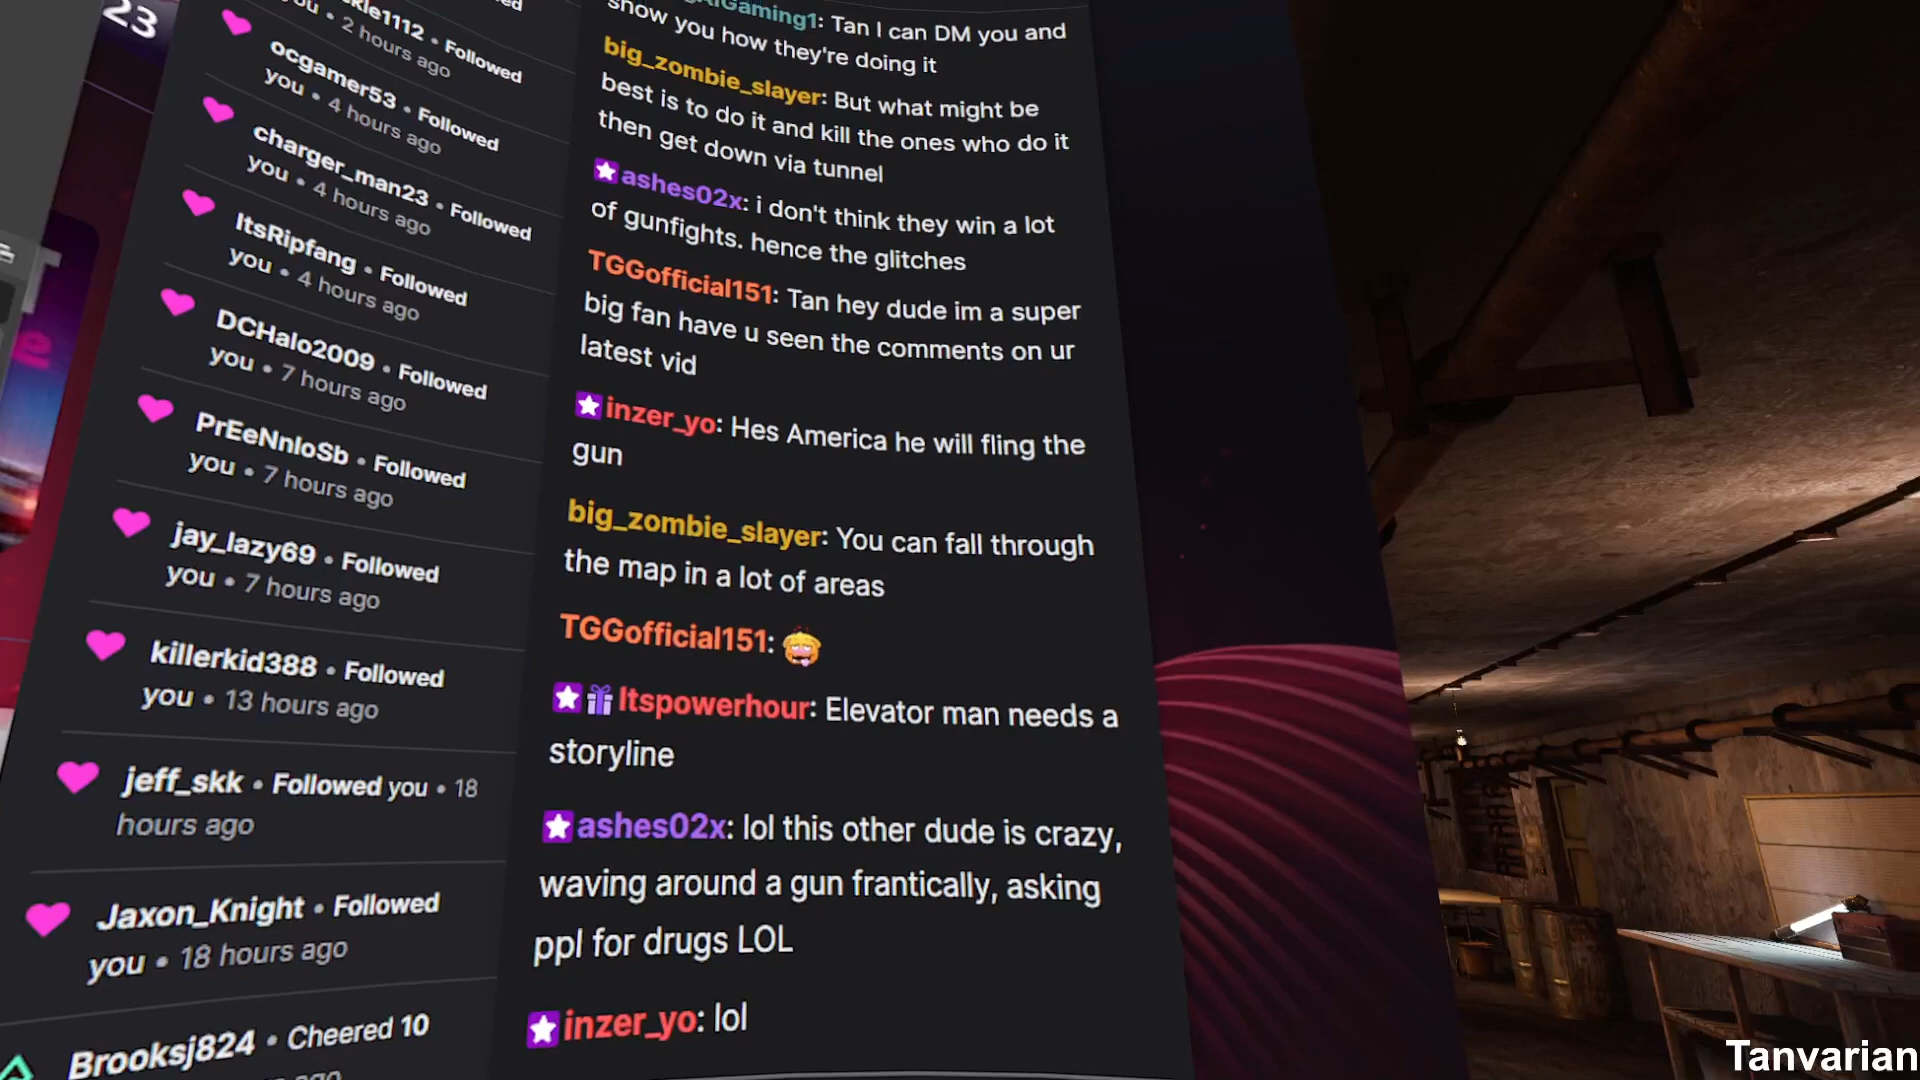 23
kle1112 • Followed
you • 2 hours ago
ocgamer53 • Followed
you • 4 hours ago
charger_man23 • Followed
you • 4 hours ago
ItsRipfang • Followed
you • 4 hours ago
DCHalo2009 • Followed
you • 7 hours ago
PrEeNnIoSb • Followed
you • 7 hours ago
jay_lazy69 • Followed
you • 7 hours ago
killerkid388 • Followed
you • 13 hours ago
jeff_skk • Followed you • 18
hours ago
Jaxon_Knight • Followed
you • 18 hours ago
Brooksj824 • Cheered 10
ago
Gaming1: Tan I can DM you and
show you how they're doing it
big_zombie_slayer: But what might be
best is to do it and kill the ones who do it
then get down via tunnel
ashes02x: i don't think they win a lot
of gunfights. hence the glitches
TGGofficial151: Tan hey dude im a super
big fan have u seen the comments on ur
latest vid
inzer_yo: Hes America he will fling the
gun
big_zombie_slayer: You can fall through
the map in a lot of areas
TGGofficial151:
Itspowerhour: Elevator man needs a
storyline
ashes02x: lol this other dude is crazy,
waving around a gun frantically, asking
ppl for drugs LOL
inzer_yo: lol
Tanvarian